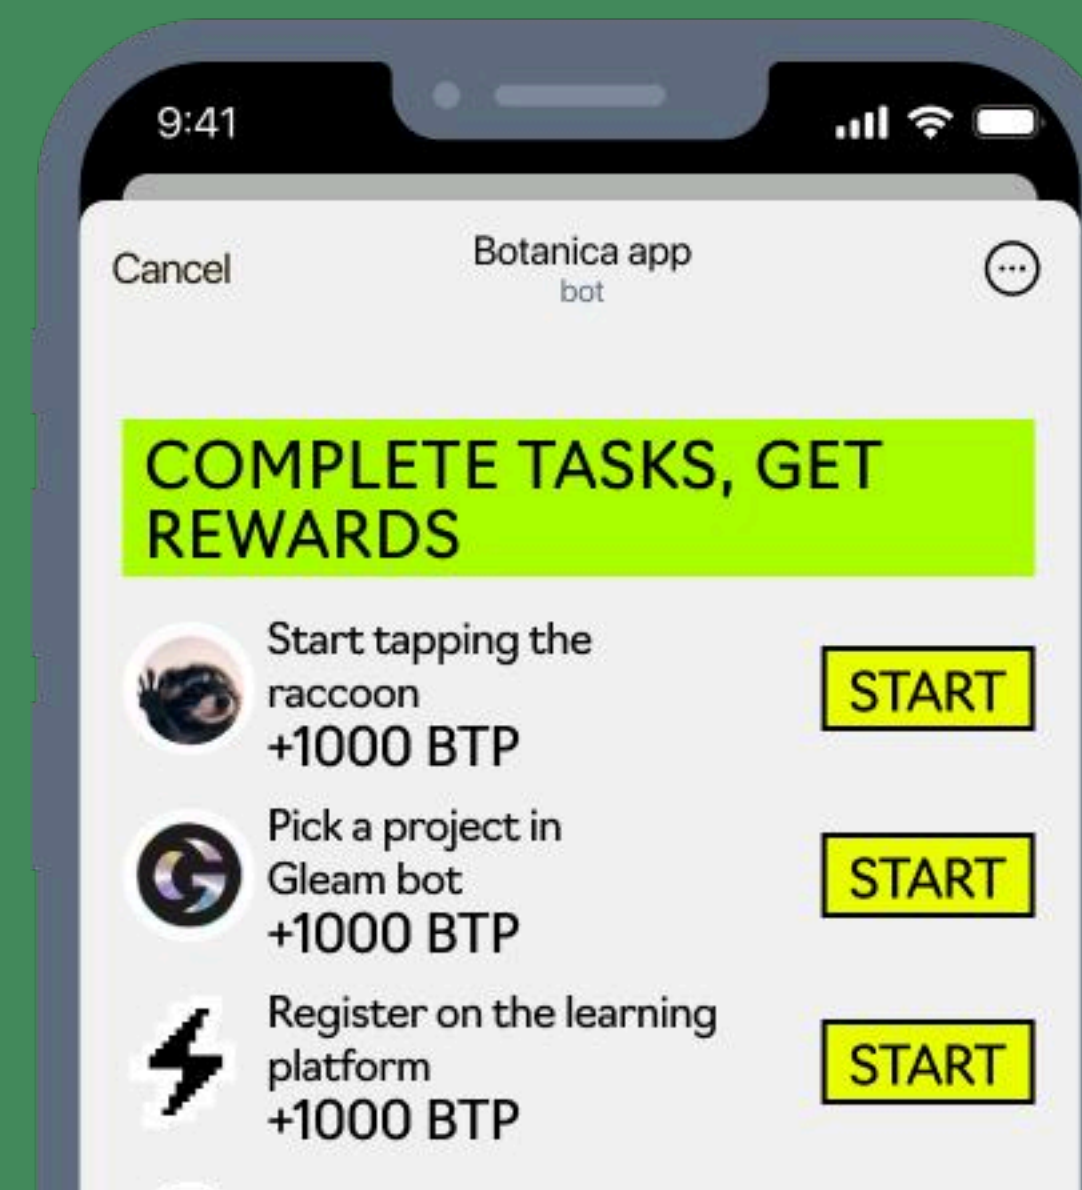 9:41
Cancel
Botanica app
bot
COMPLETE TASKS, GET
REWARDS
Start tapping the
raccoon
+1000 BTP
START
Pick a project in
Gleam bot
+1000 BTP
START
Register on the learning
platform
+1000 BTP
START